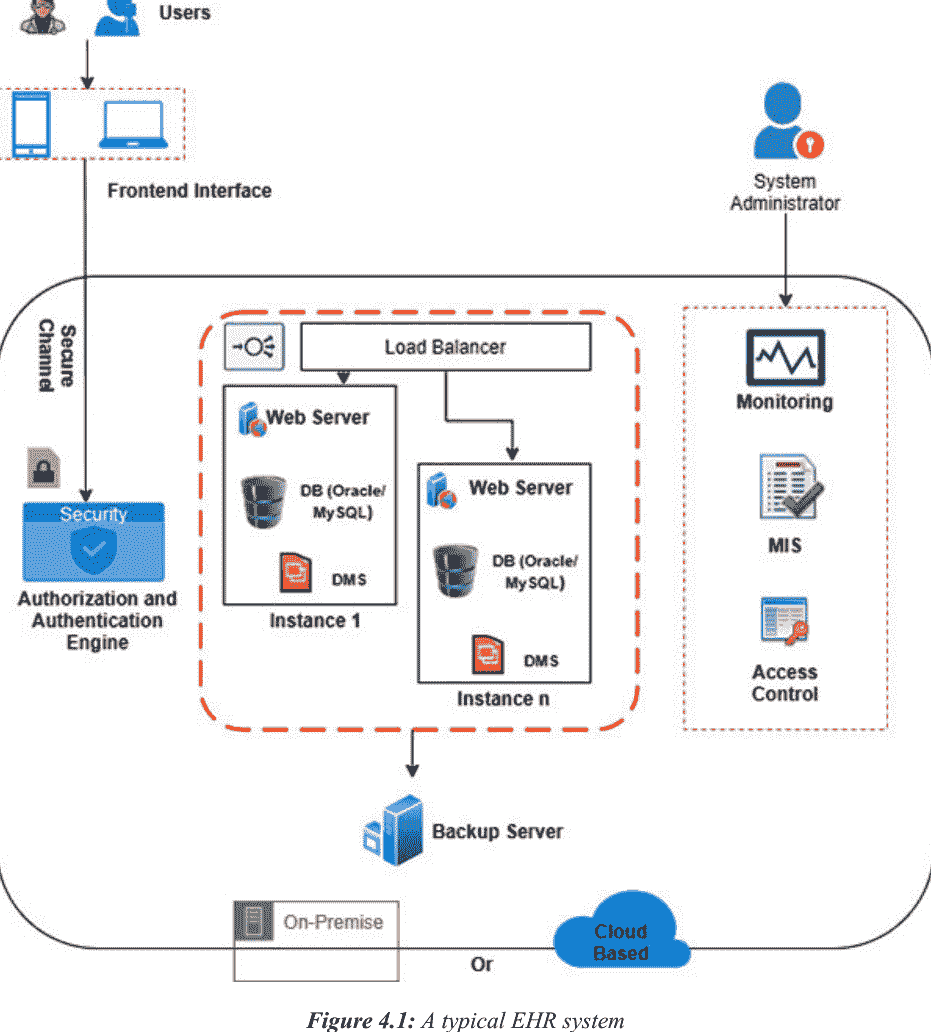 Users
Frontend Interface
System
Administrator
Secure
Channel
Load Balancer
Web Server
DB (Oracle/
MySQL)
DMS
Instance 1
Web Server
DB (Oracle/
MySQL)
DMS
Instance n
Monitoring
MIS
Access
Control
Security
Authorization and
Authentication
Engine
Backup Server
On-Premise
Or
Cloud
Based
Figure 4.1: A typical EHR system